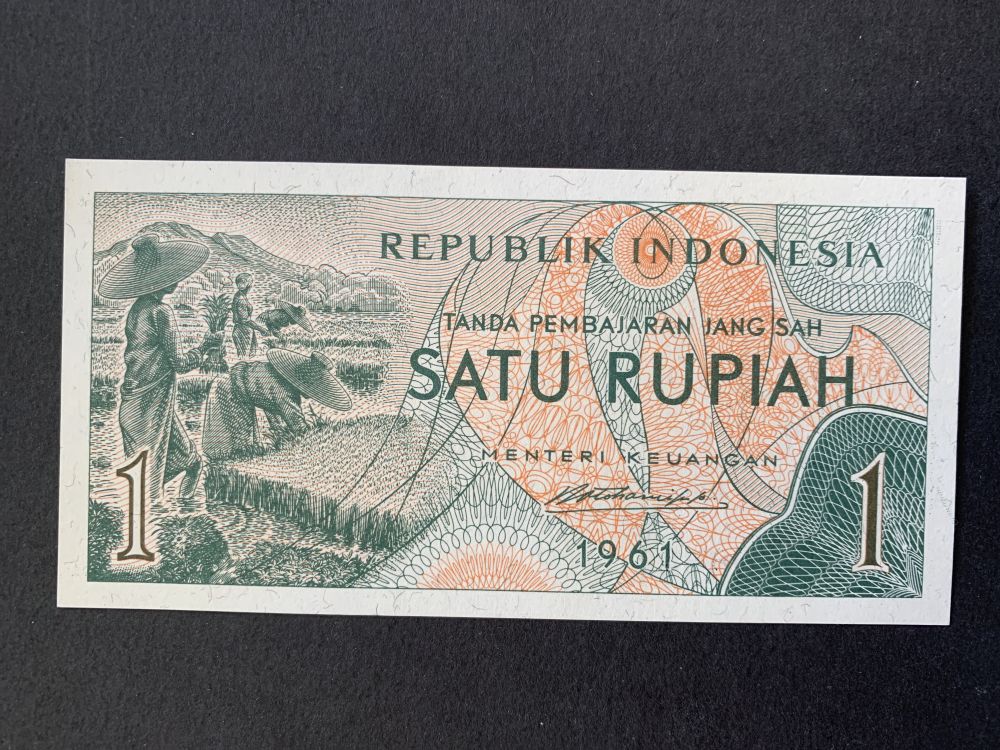 REPUBLIK INDONESIA
TANDA PEMBAJARAN JANG SAH
SATU RUPIAH
MENTERI KEUANGAN
1961
1
1